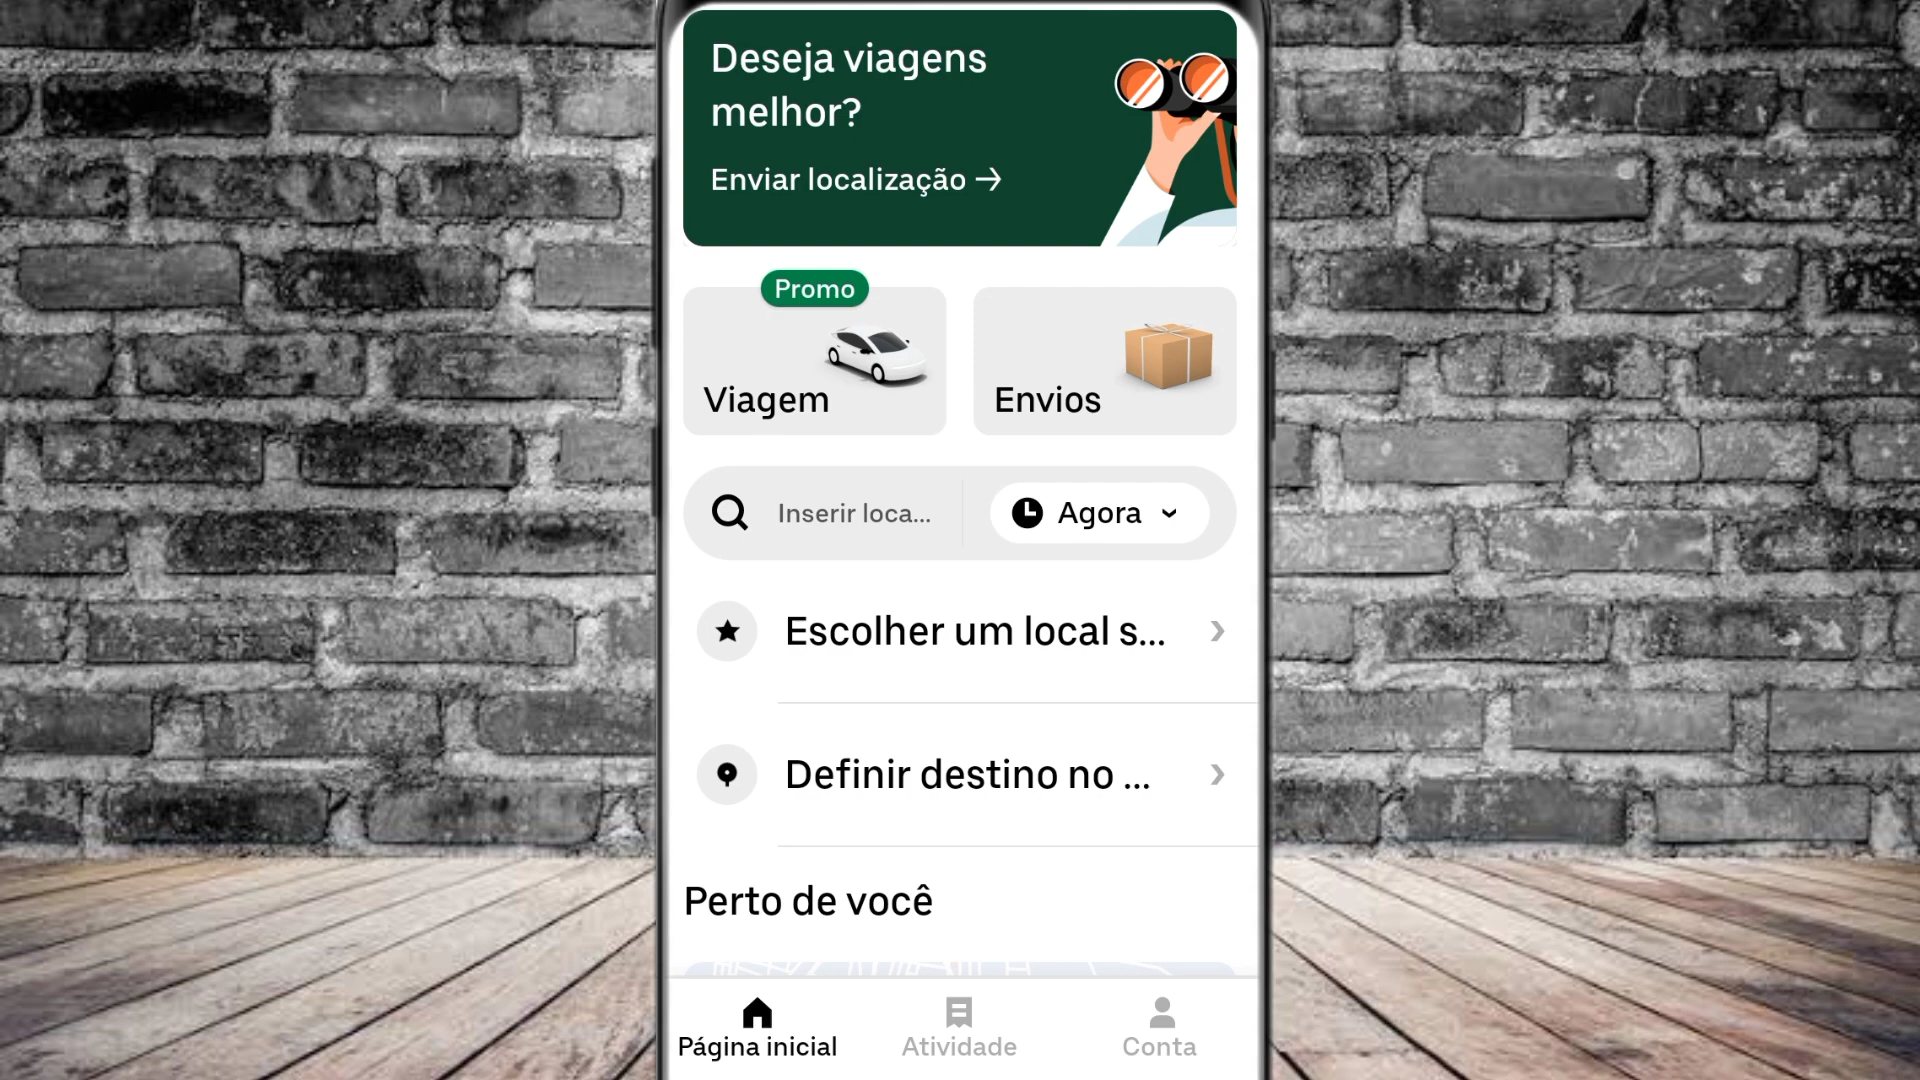 Deseja viagens
melhor?
Enviar localização →
Promo
Viagem
Envios
Inserir loca...
Agora
Escolher um local s...
Definir destino no ...
Perto de você
Página inicial
Atividade
Conta